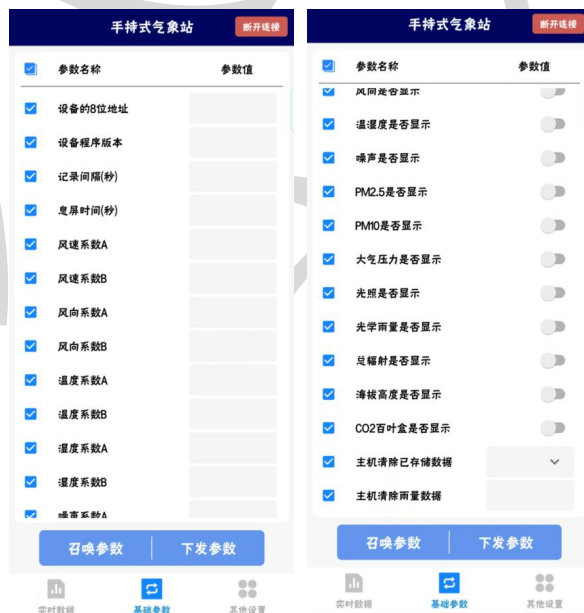 手持式气象站
断开连接
参数名称
参数值
设备的8位地址
设备程序版本
记录间隔(秒)
息屏时间(秒)
风速系数A
风速系数B
风向系数A
风向系数B
温度系数A
温度系数B
湿度系数A
湿度系数B
噪声系数A
召唤参数
下发参数
实时数据
基础参数
其他设置
手持式气象站
断开连接
参数名称
参数值
风向是否显示
温湿度是否显示
噪声是否显示
PM2.5是否显示
PM10是否显示
大气压力是否显示
光照是否显示
光学雨量是否显示
总辐射是否显示
海拔高度是否显示
CO2百叶盒是否显示
主机清除已存储数据
主机清除雨量数据
召唤参数
下发参数
实时数据
基础参数
其他设置